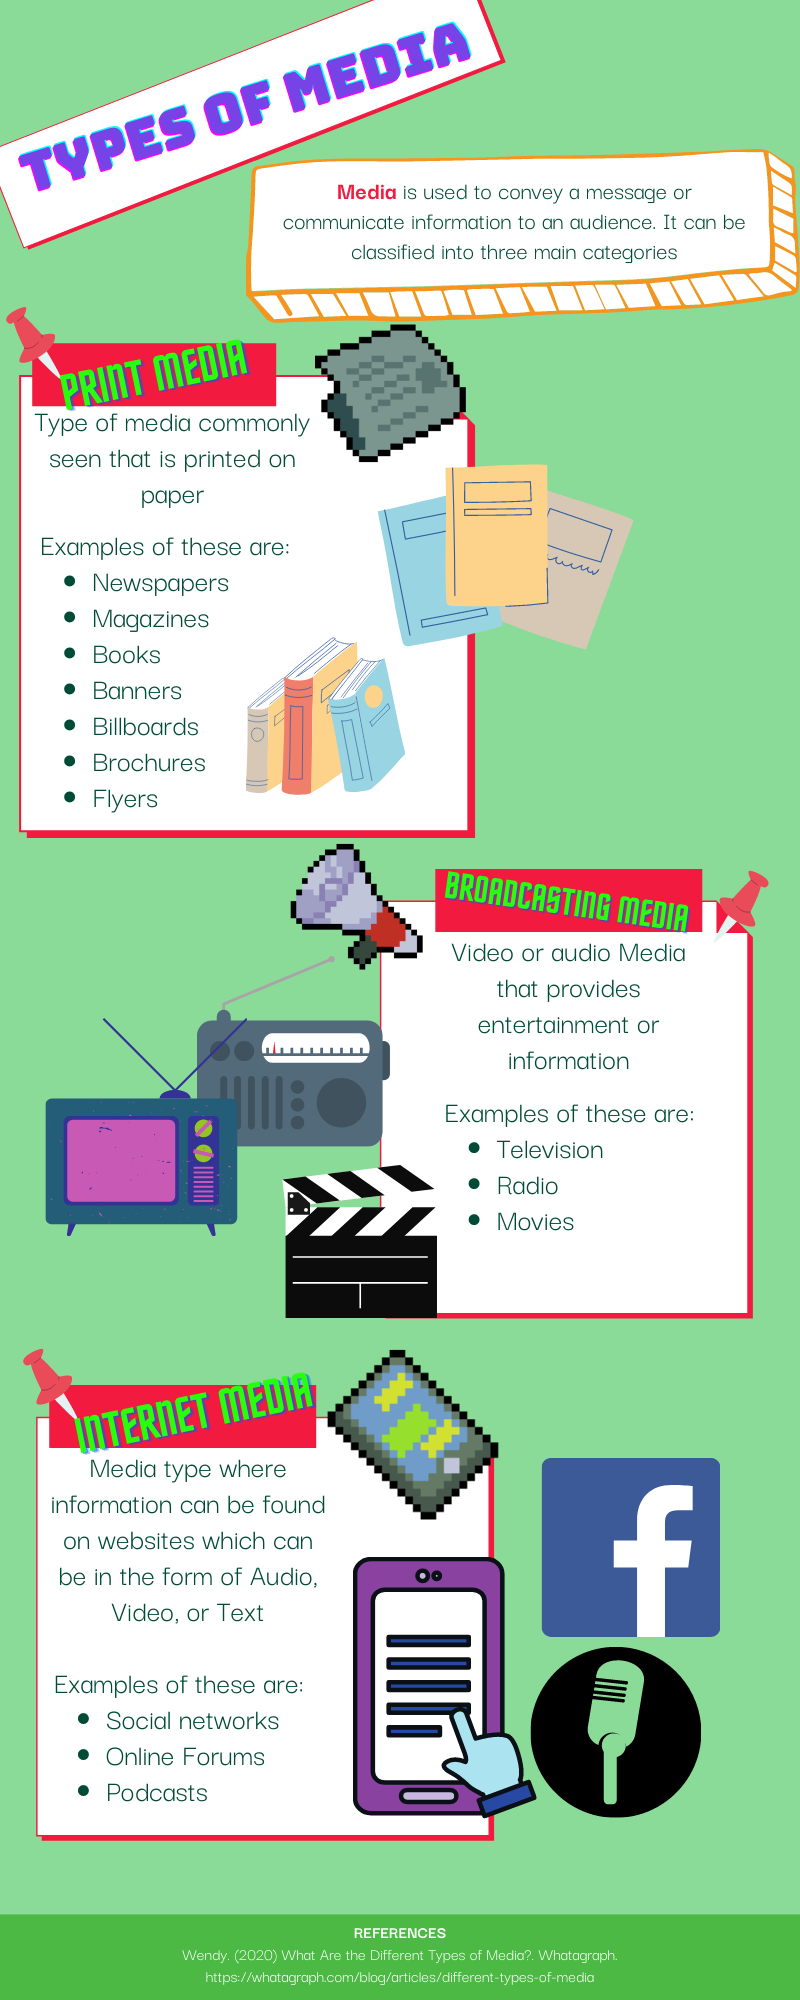 TYPES OF MEDIA
Media is used to convey a message or
communicate information to an audience. It can be
classified into three main categories
PRINT MEDIA
Type of media commonly
seen that is printed on
paper
Examples of these are:
• Newspapers
• Magazines
• Books
• Banners
• Billboards
• Brochures
• Flyers
BROADCASTING MEDIA
Video or audio Media
that provides
entertainment or
information
Examples of these are:
• Television
• Radio
• Movies
INTERNET MEDIA
Media type where
information can be found
on websites which can
be in the form of Audio,
Video, or Text
Examples of these are:
• Social networks
• Online Forums
• Podcasts
REFERENCES
Wendy. (2020) What Are the Different Types of Media?. Whatagraph.
https://whatagraph.com/blog/articles/different-types-of-media